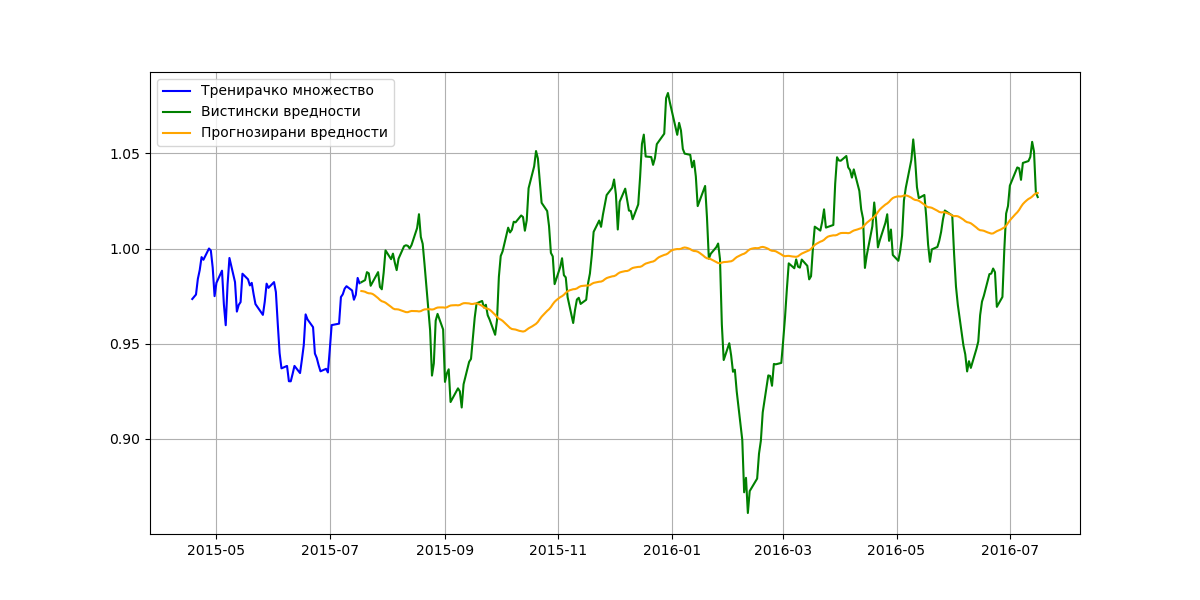 Тренирачко множество
Вистински вредности
Прогнозирани вредности
1.05
1.00
0.95
0.90
2015-05 2015-07 2015-09 2015-11 2016-01 2016-03 2016-05 2016-07